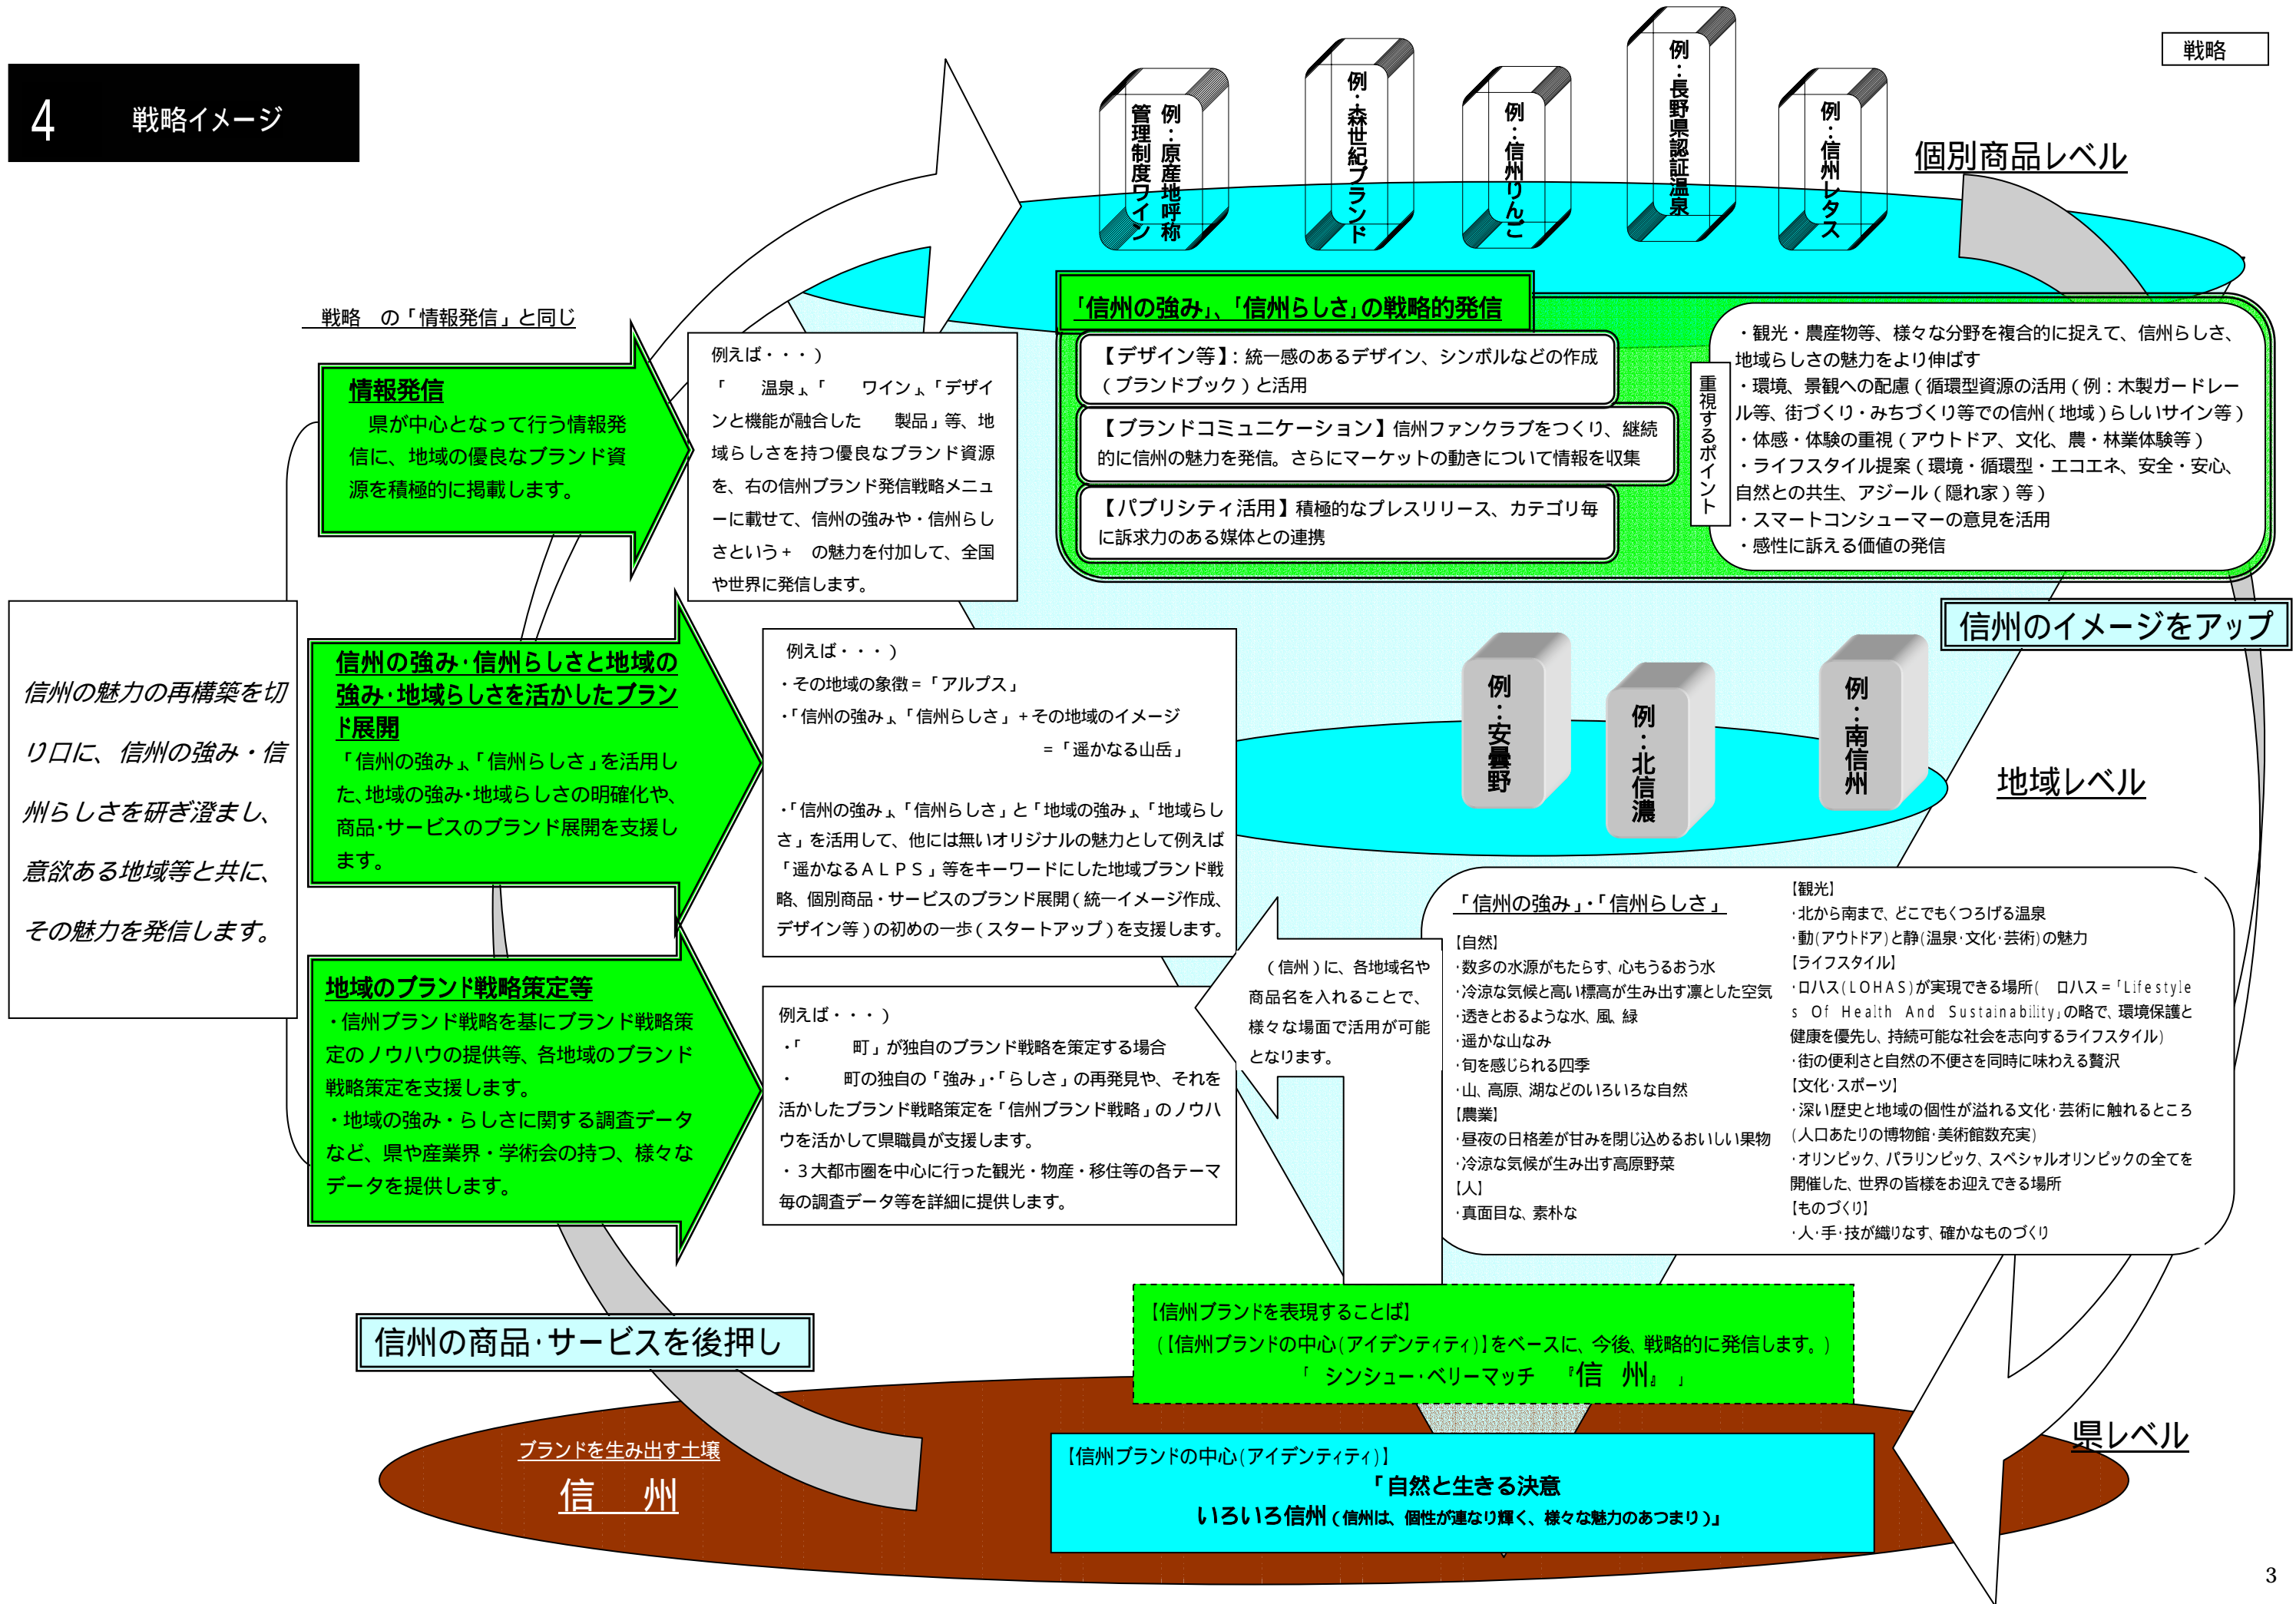 戦略
4 戦略イメージ
例：原産地呼称
管理制度ワイン
例：森世紀ブランド
例：信州りんご
例：長野県認証温泉
例：信州レタス
個別商品レベル
戦略　の「情報発信」と同じ
情報発信
県が中心となって行う情報発
信に、地域の優良なブランド資
源を積極的に掲載します。
例えば・・・）
「　　温泉」、「　　ワイン」、「デザイ
ンと機能が融合した　　製品」等、地
域らしさを持つ優良なブランド資源
を、右の信州ブランド発信戦略メニュ
ーに載せて、信州の強みや・信州らし
さという+　の魅力を付加して、全国
や世界に発信します。
「信州の強み」、「信州らしさ」の戦略的発信
【デザイン等】：統一感のあるデザイン、シンボルなどの作成
（ブランドブック）と活用
【ブランドコミュニケーション】信州ファンクラブをつくり、継続
的に信州の魅力を発信。さらにマーケットの動きについて情報を収集
【パブリシティ活用】積極的なプレスリリース、カテゴリ毎
に訴求力のある媒体との連携
重視するポイント
・観光・農産物等、様々な分野を複合的に捉えて、信州らしさ、
地域らしさの魅力をより伸ばす
・環境、景観への配慮（循環型資源の活用（例：木製ガードレー
ル等、街づくり・みちづくり等での信州（地域）らしいサイン等）
・体感・体験の重視（アウトドア、文化、農・林業体験等）
・ライフスタイル提案（環境・循環型・エコエネ、安全・安心、
自然との共生、アジール（隠れ家）等）
・スマートコンシューマーの意見を活用
・感性に訴える価値の発信
信州のイメージをアップ
信州の魅力の再構築を切
り口に、信州の強み・信
州らしさを研ぎ澄まし、
意欲ある地域等と共に、
その魅力を発信します。
信州の強み・信州らしさと地域の
強み・地域らしさを活かしたブラン
ド展開
「信州の強み」、「信州らしさ」を活用し
た、地域の強み・地域らしさの明確化や、
商品・サービスのブランド展開を支援し
ます。
例えば・・・）
・その地域の象徴＝「アルプス」
・「信州の強み」、「信州らしさ」+その地域のイメージ
＝「遥かなる山岳」
・「信州の強み」、「信州らしさ」と「地域の強み」、「地域らし
さ」を活用して、他には無いオリジナルの魅力として例えば
「遥かなるＡＬＰＳ」等をキーワードにした地域ブランド戦
略、個別商品・サービスのブランド展開（統一イメージ作成、
デザイン等）の初めの一歩（スタートアップ）を支援します。
例：安曇野
例：北信濃
例：南信州
地域レベル
地域のブランド戦略策定等
・信州ブランド戦略を基にブランド戦略策
定のノウハウの提供等、各地域のブランド
戦略策定を支援します。
・地域の強み・らしさに関する調査データ
など、県や産業界・学術会の持つ、様々な
データを提供します。
例えば・・・）
・「　　町」が独自のブランド戦略を策定する場合
・　　町の独自の「強み」・「らしさ」の再発見や、それを
活かしたブランド戦略策定を「信州ブランド戦略」のノウハ
ウを活かして県職員が支援します。
・３大都市圏を中心に行った観光・物産・移住等の各テーマ
毎の調査データ等を詳細に提供します。
（信州）に、各地域名や
商品名を入れることで、
様々な場面で活用が可能
となります。
「信州の強み」・「信州らしさ」
【自然】
・数多の水源がもたらす、心もうるおう水
・冷涼な気候と高い標高が生み出す凛とした空気
・透きとおるような水、風、緑
・遥かな山なみ
・旬を感じられる四季
・山、高原、湖などのいろいろな自然
【農業】
・昼夜の日格差が甘みを閉じ込めるおいしい果物
・冷涼な気候が生み出す高原野菜
【人】
・真面目な、素朴な
【観光】
・北から南まで、どこでもくつろげる温泉
・動（アウトドア）と静（温泉・文化・芸術）の魅力
【ライフスタイル】
・ロハス（LOHAS）が実現できる場所（　ロハス＝「Lifestyle
s Of Health And Sustainability」の略で、環境保護と
健康を優先し、持続可能な社会を志向するライフスタイル）
・街の便利さと自然の不便さを同時に味わえる贅沢
【文化・スポーツ】
・深い歴史と地域の個性が溢れる文化・芸術に触れるところ
（人口あたりの博物館・美術館数充実）
・オリンピック、パラリンピック、スペシャルオリンピックの全てを
開催した、世界の皆様をお迎えできる場所
【ものづくり】
・人・手・技が織りなす、確かなものづくり
信州の商品・サービスを後押し
【信州ブランドを表現することば】
（【信州ブランドの中心（アイデンティティ）】をベースに、今後、戦略的に発信します。）
「　シンシュー・ベリーマッチ　『信　州』　」
県レベル
ブランドを生み出す土壌
信　州
【信州ブランドの中心（アイデンティティ）】
「自然と生きる決意
いろいろ信州（信州は、個性が連なり輝く、様々な魅力のあつまり）」
3